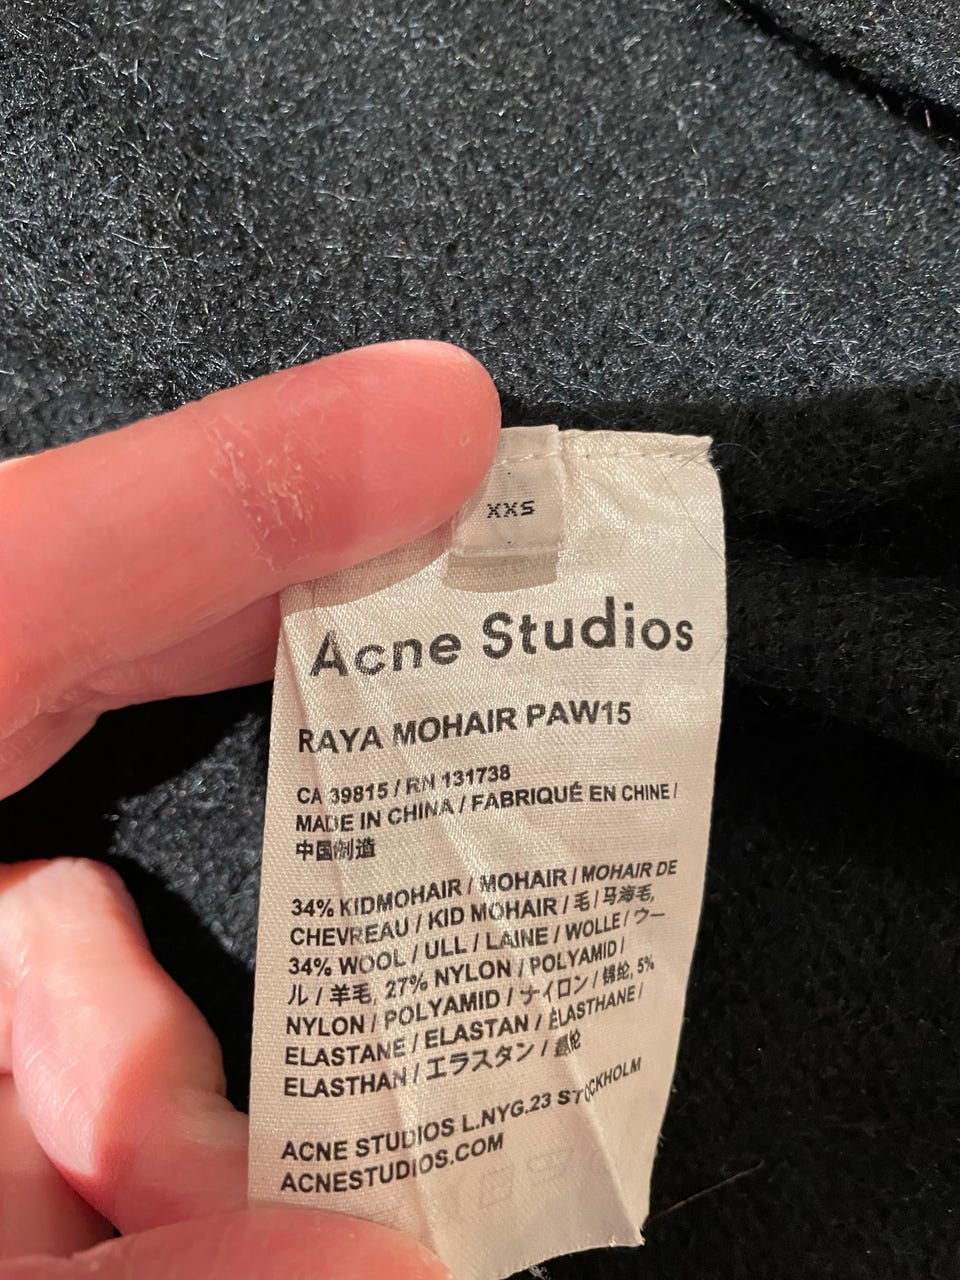 xxs
Acne Studios
RAYA MOHAIR PAW15
CA 39815 / RN 131738
MADE IN CHINA / FABRIQUÉ EN CHINE /
中国制造
34% KIDMOHAIR / MOHAIR / MOHAIR DE
CHEVREAU / KID MOHAIR / 毛 / 马海毛,
34% WOOL / ULL / LAINE / WOLLE / ウー
ル / 羊毛, 27% NYLON / POLYAMID /
NYLON / POLYAMID / ナイロン / 锦纶, 5%
ELASTANE / ELASTAN / ÉLASTHANE /
ELASTHAN / エラスタン / 氨纶
ACNE STUDIOS L.NYG.23 STOCKHOLM
ACNESTUDIOS.COM